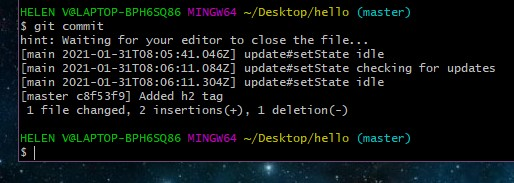 HELEN V@LAPTOP-BPH6SQ86 MINGW64 ~/Desktop/hello (master)
$ git commit
hint: Waiting for your editor to close the file...
[main 2021-01-31T08:05:41.046Z] update#setState idle
[main 2021-01-31T08:06:11.084Z] update#setState checking for updates
[main 2021-01-31T08:06:11.304Z] update#setState idle
[master c8f53f9] Added h2 tag
 1 file changed, 2 insertions(+), 1 deletion(-)
HELEN V@LAPTOP-BPH6SQ86 MINGW64 ~/Desktop/hello (master)
$